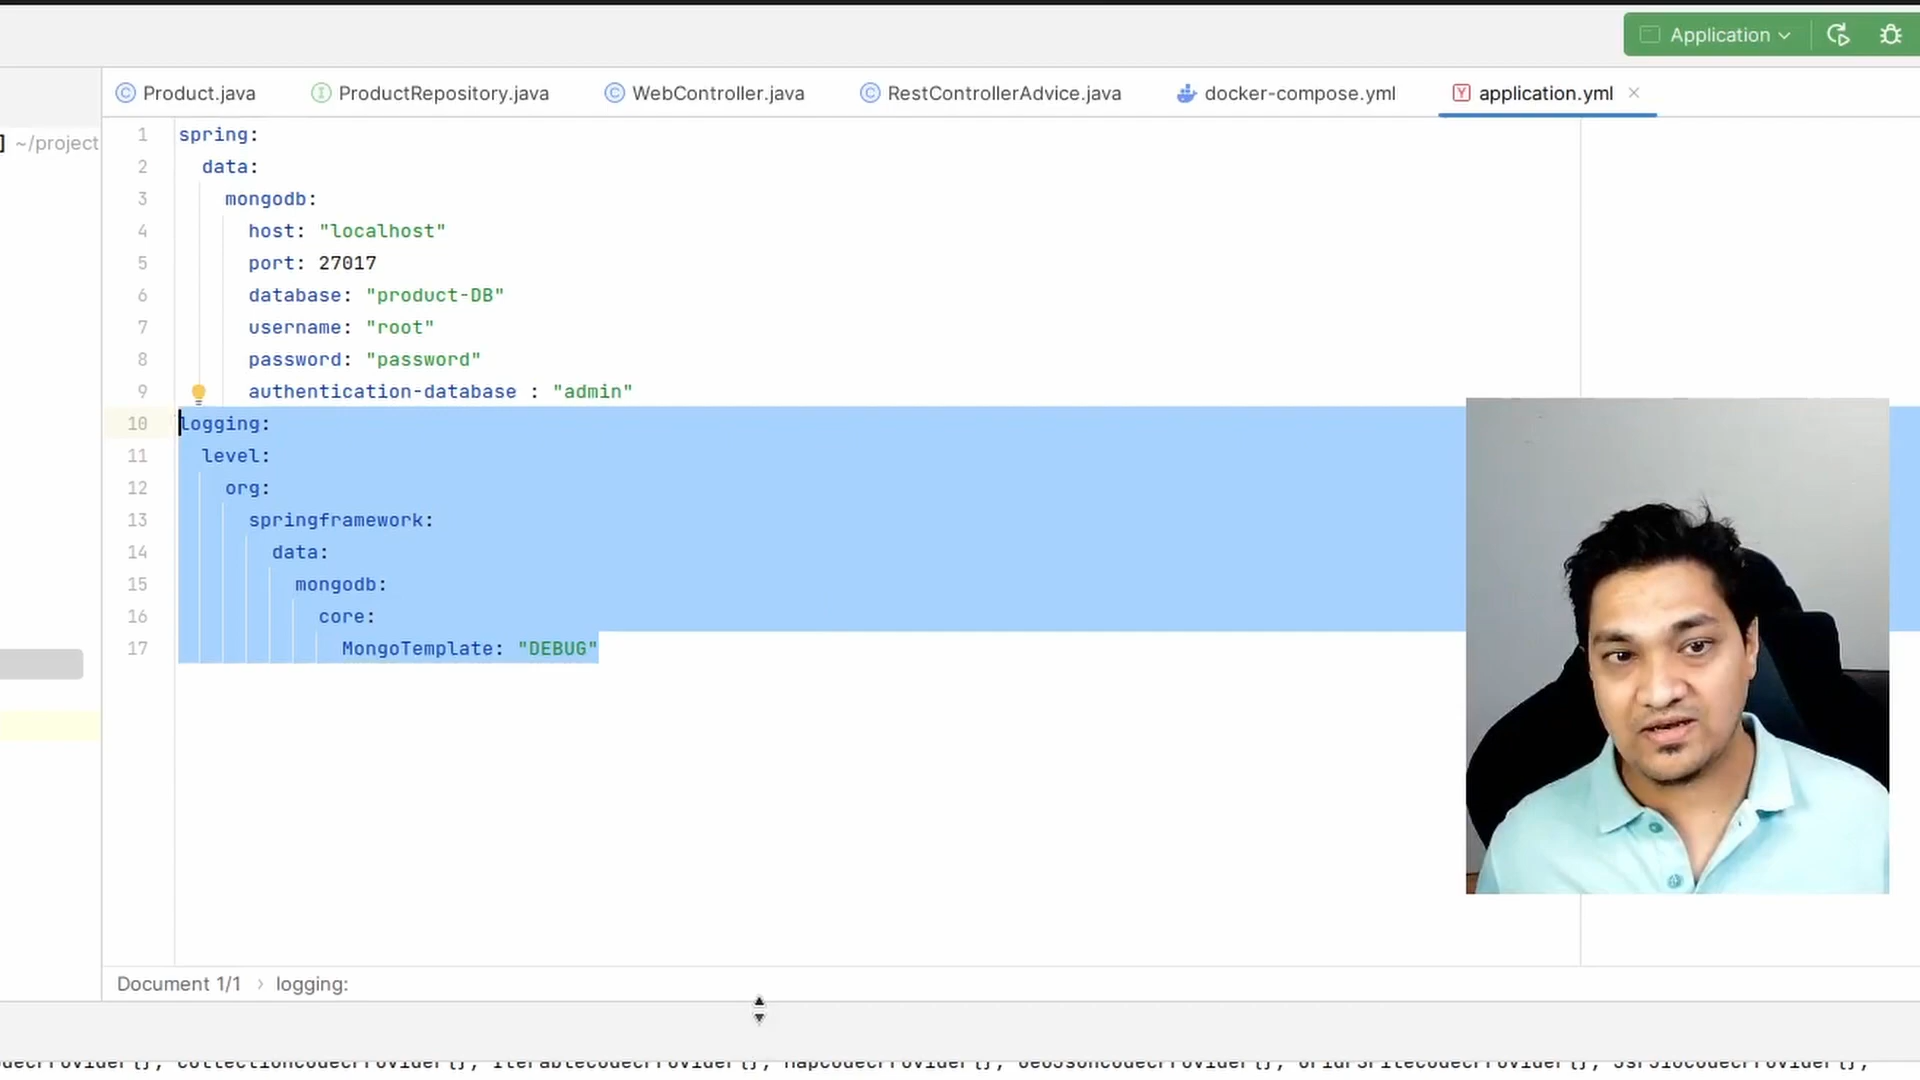 Application
Product.java ProductRepository.java WebController.java RestControllerAdvice.java docker-compose.yml application.yml
] ~/project
1 spring:
2 data:
3 mongodb:
4 host: "localhost"
5 port: 27017
6 database: "product-DB"
7 username: "root"
8 password: "password"
9 authentication-database : "admin"
10 logging:
11 level:
12 org:
13 springframework:
14 data:
15 mongodb:
16 core:
17 MongoTemplate: "DEBUG"
Document 1/1 › logging: